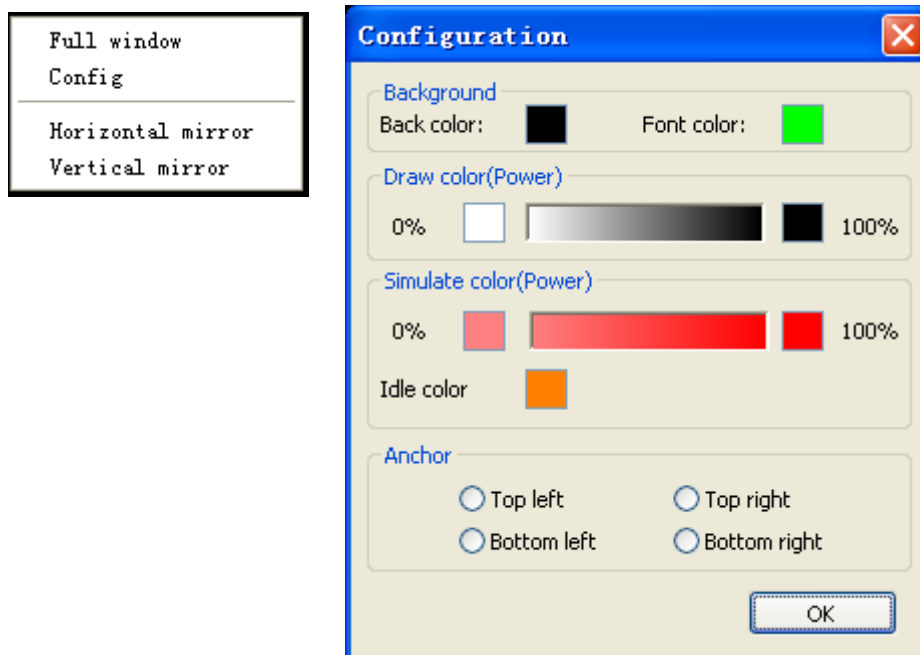 Full window
Config
Horizontal mirror
Vertical mirror
Configuration
Background
Back color: Font color:
Draw color(Power)
0% 100%
Simulate color(Power)
0% 100%
Idle color
Anchor
Top left Top right
Bottom left Bottom right
OK